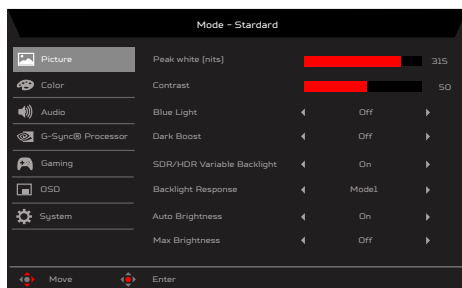 Mode - Stardard
Picture
Peak white (nits) 315
Color
Contrast 50
Audio
Blue Light Off
G-Sync® Processor
Dark Boost Off
Gaming
SDR/HDR Variable Backlight On
OSD
Backlight Response Mode1
System
Auto Brightness On
Max Brightness Off
Move Enter